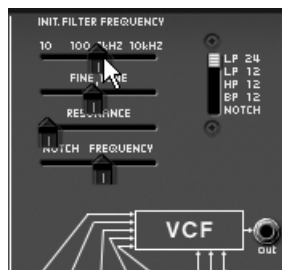 INIT. FILTER FREQUENCY
10 100 1kHZ 10kHZ
LP 24
LP 12
HP 12
BP 12
NOTCH
FINE TUNE
RESONANCE
NOTCH FREQUENCY
VCF
out